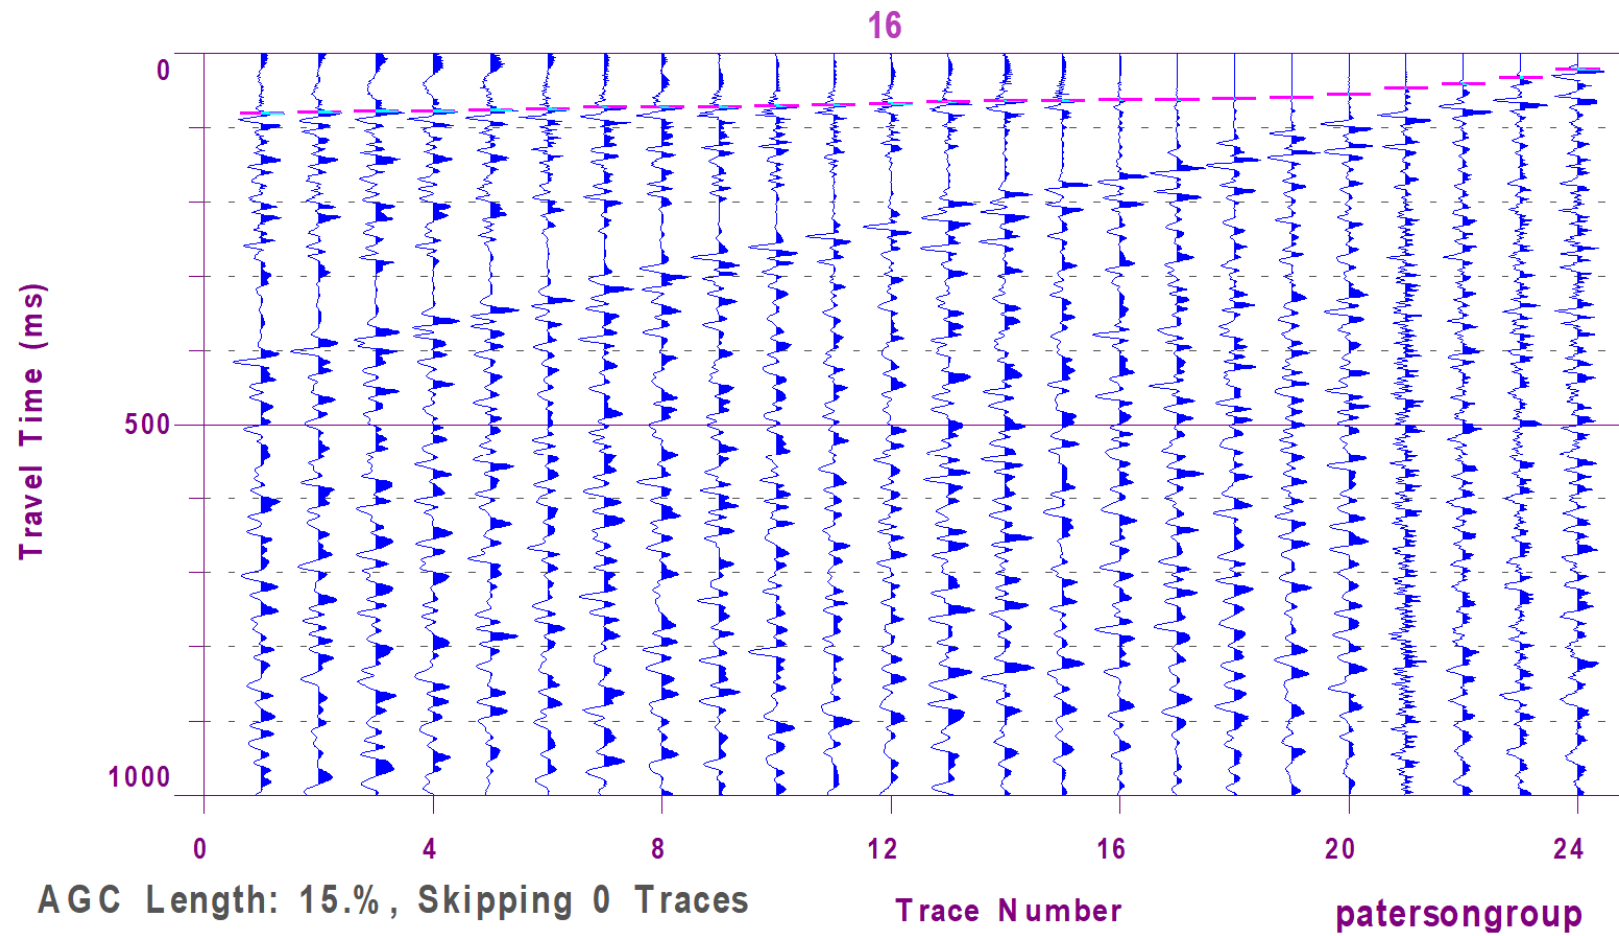 16
0
500
1000
Travel Time (ms)
0 4 8 12 16 20 24
AGC Length: 15.%, Skipping 0 Traces
Trace Number
patersongroup